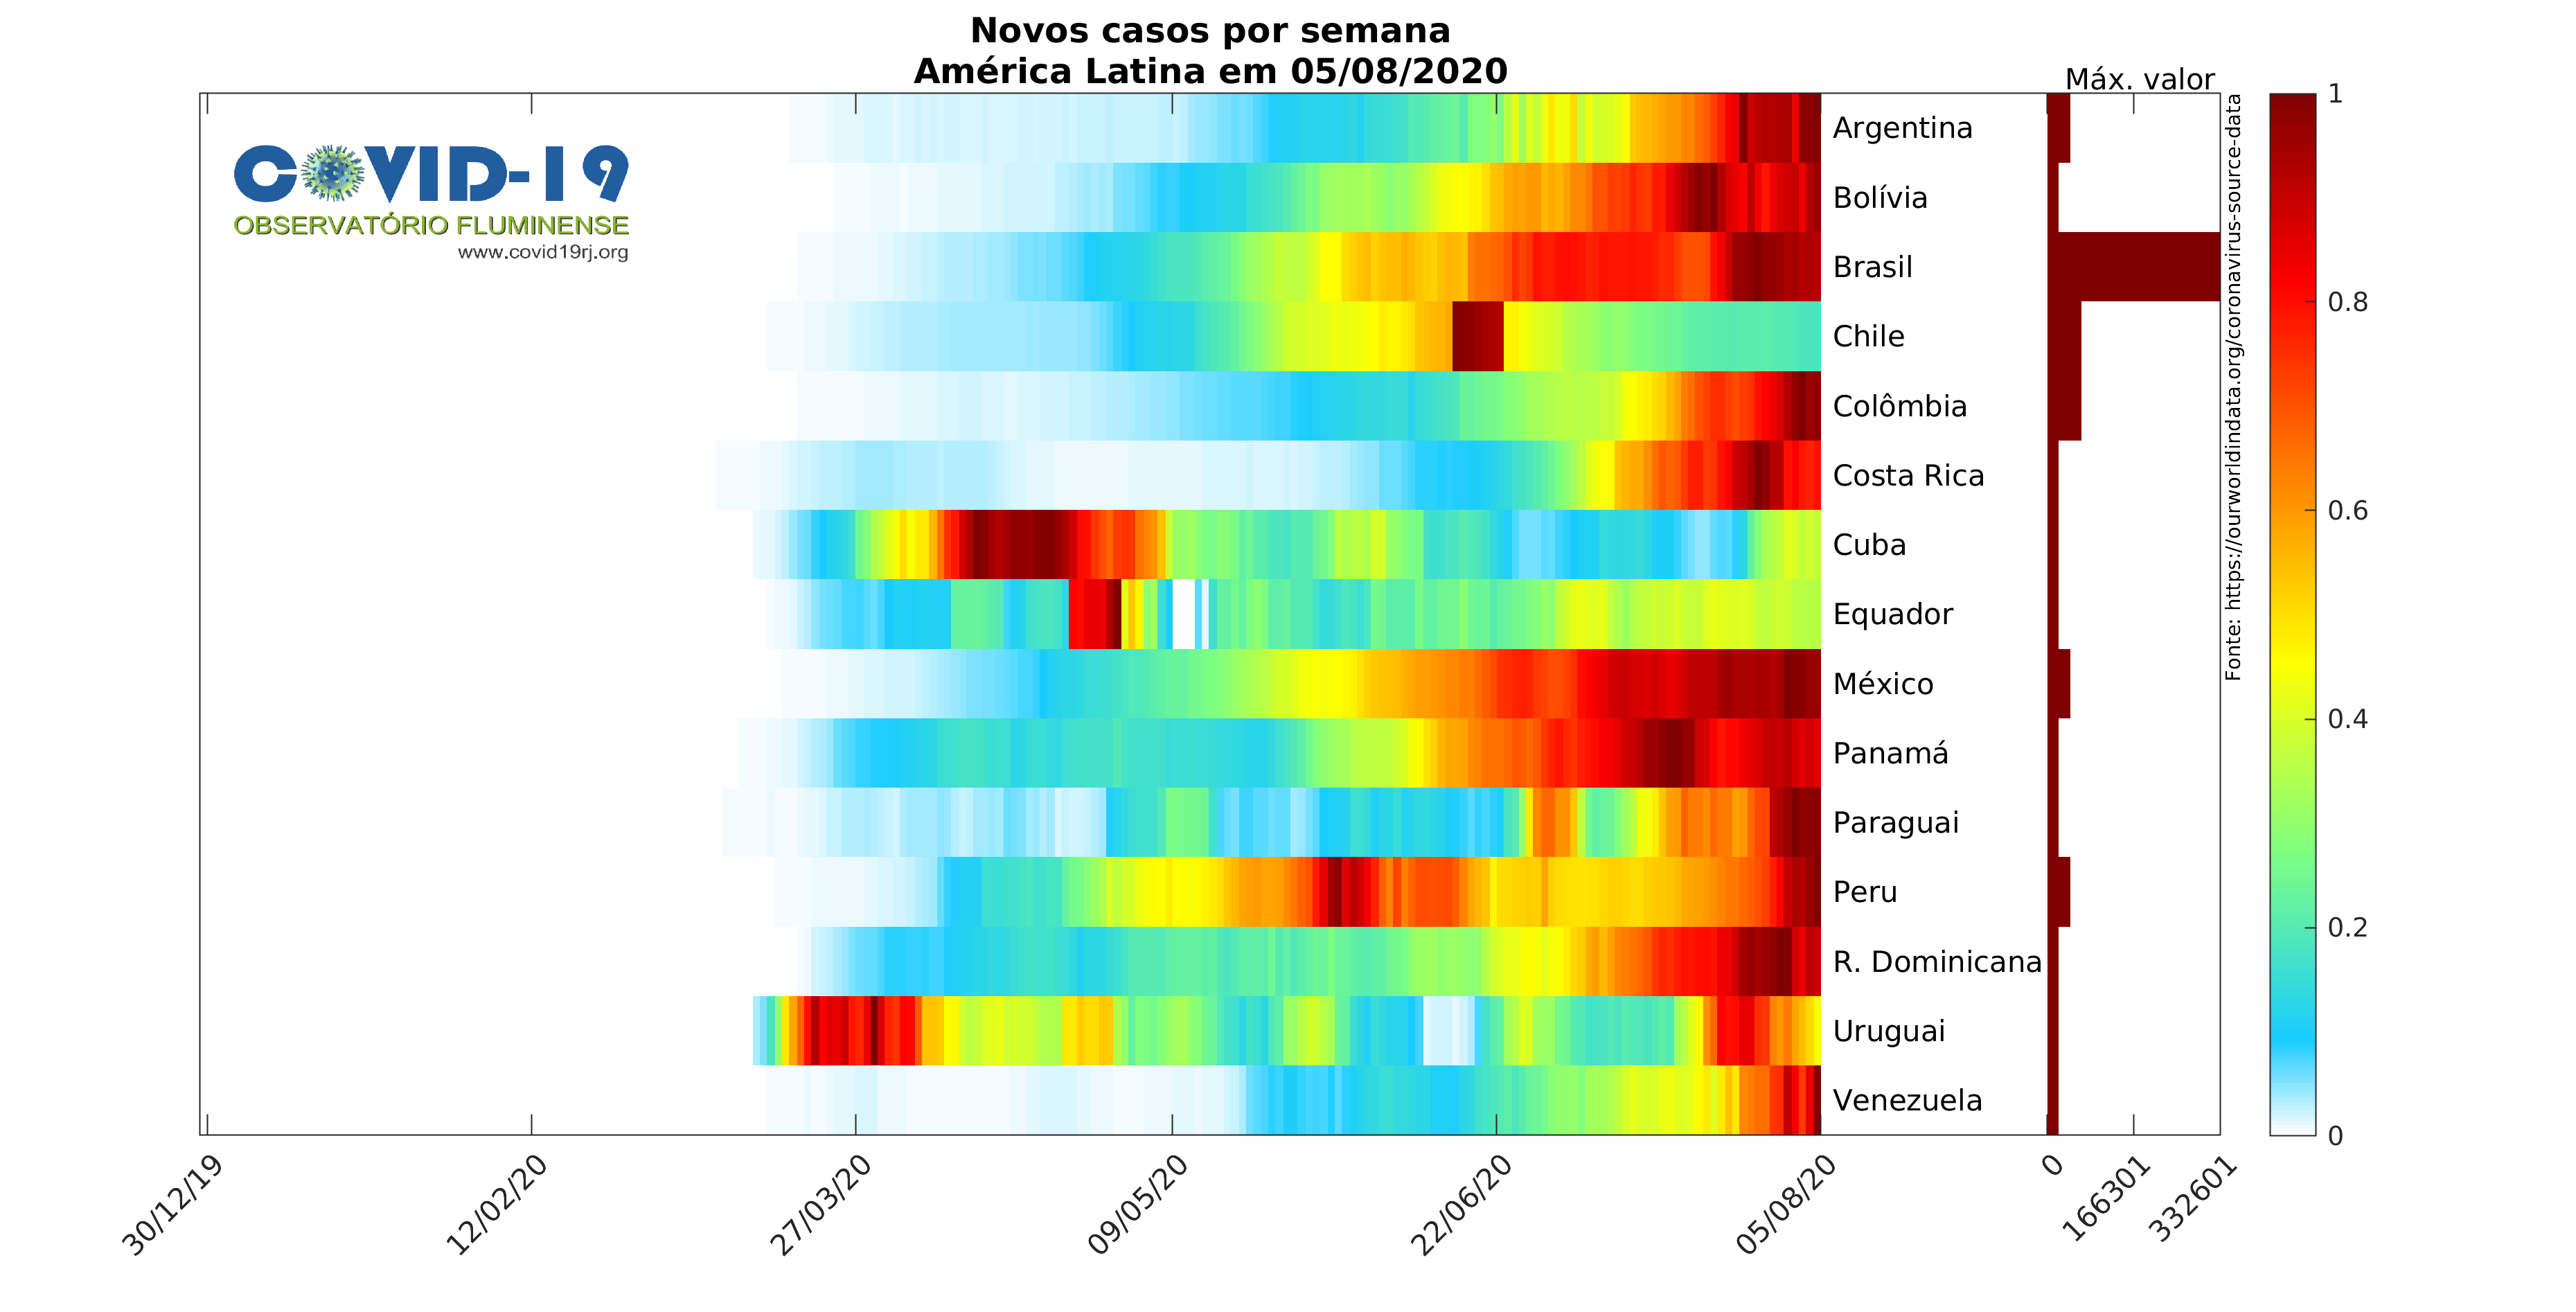 Novos casos por semana
América Latina em 05/08/2020
Máx. valor
COVID-19
OBSERVATÓRIO FLUMINENSE
www.covid19rj.org
Argentina
Bolívia
Brasil
Chile
Colômbia
Costa Rica
Cuba
Equador
México
Panamá
Paraguai
Peru
R. Dominicana
Uruguai
Venezuela
Fonte: https://ourworldindata.org/coronavirus-source-data
1
0.8
0.6
0.4
0.2
0
30/12/19
12/02/20
27/03/20
09/05/20
22/06/20
05/08/20
0
166301
332601